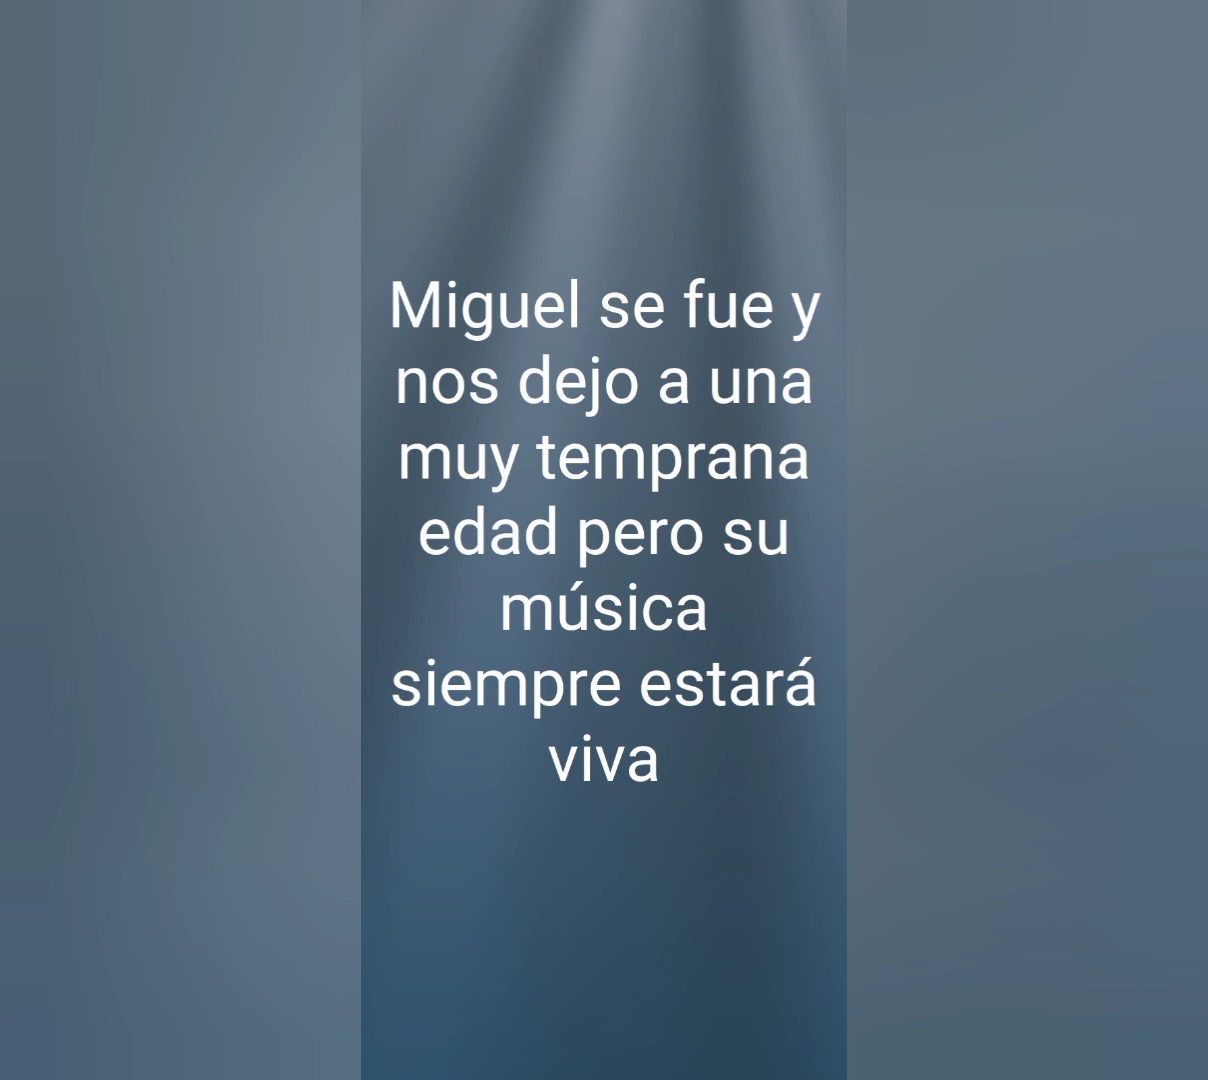 Miguel se fue y
nos dejo a una
muy temprana
edad pero su
música
siempre estará
viva